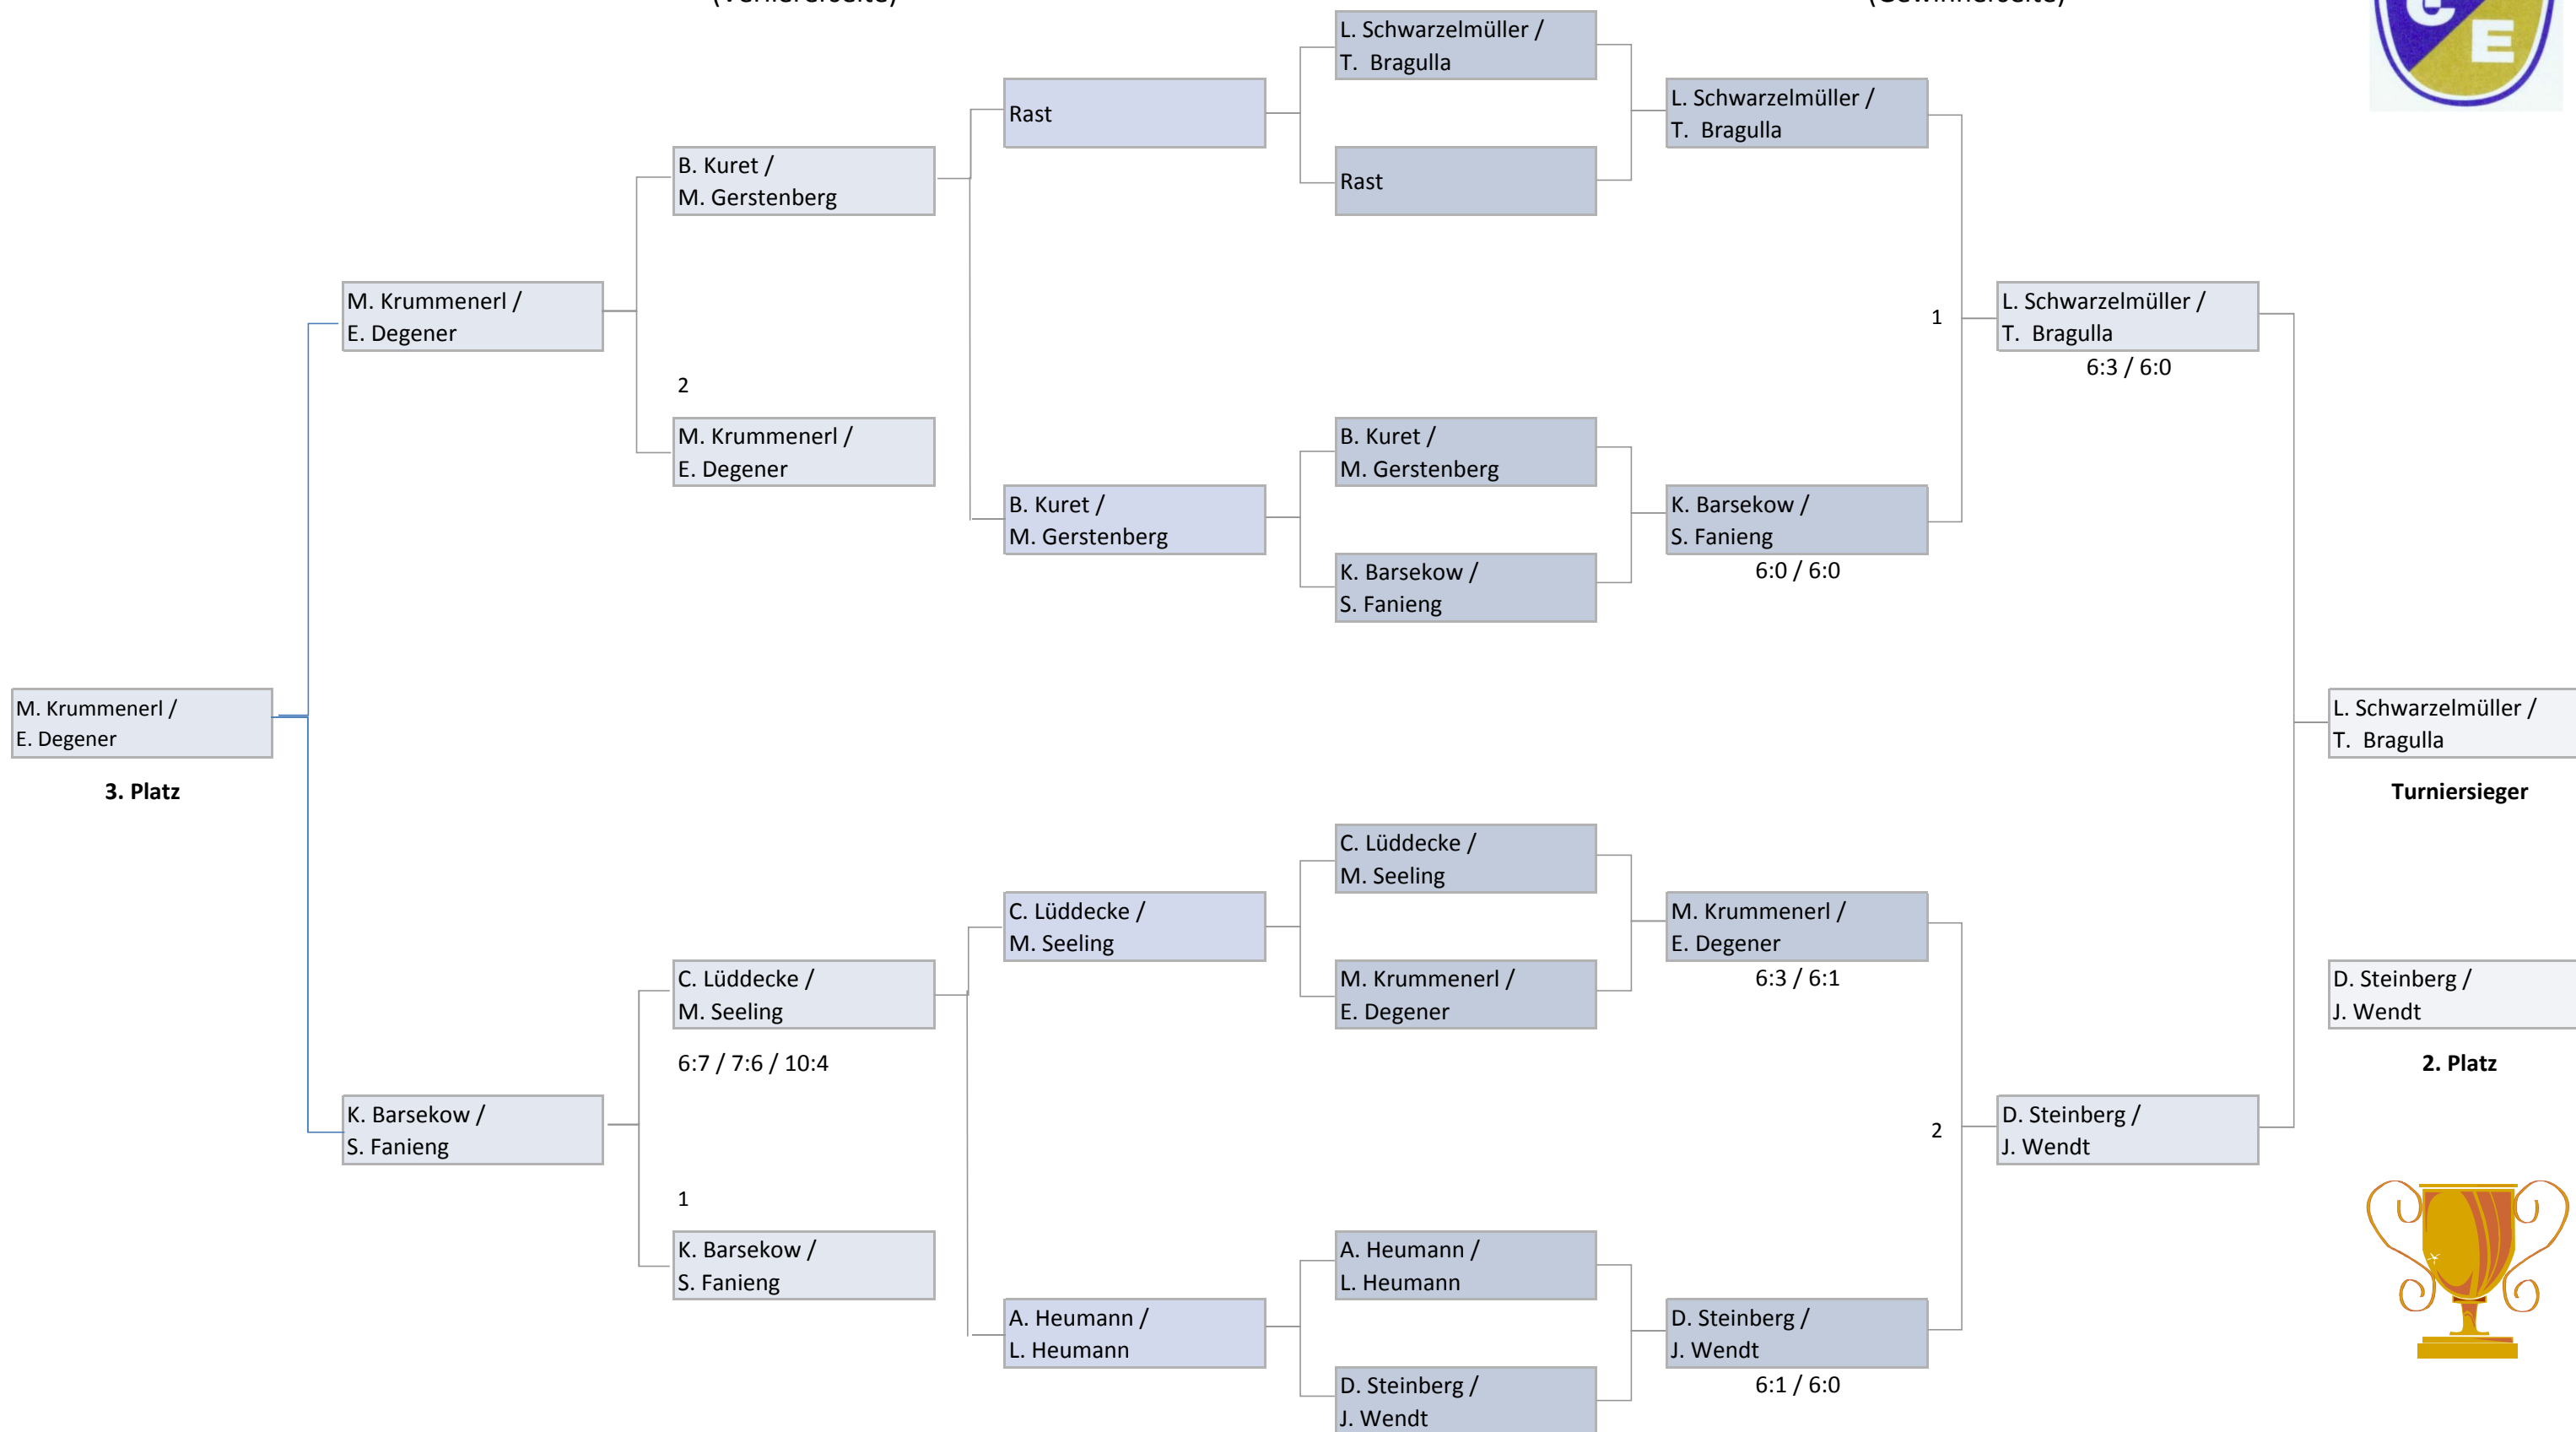 (Verliererseite)
(Gewinnerseite)
E
L. Schwarzelmüller /
T. Bragulla
Rast
L. Schwarzelmüller /
T. Bragulla
B. Kuret /
M. Gerstenberg
Rast
M. Krummenerl /
E. Degener
1
L. Schwarzelmüller /
T. Bragulla
6:3 / 6:0
2
M. Krummenerl /
E. Degener
B. Kuret /
M. Gerstenberg
B. Kuret /
M. Gerstenberg
K. Barsekow /
S. Fanieng
6:0 / 6:0
K. Barsekow /
S. Fanieng
M. Krummenerl /
E. Degener
3. Platz
L. Schwarzelmüller /
T. Bragulla
Turniersieger
C. Lüddecke /
M. Seeling
C. Lüddecke /
M. Seeling
M. Krummenerl /
E. Degener
6:3 / 6:1
C. Lüddecke /
M. Seeling
6:7 / 7:6 / 10:4
M. Krummenerl /
E. Degener
D. Steinberg /
J. Wendt
2. Platz
K. Barsekow /
S. Fanieng
2
D. Steinberg /
J. Wendt
1
K. Barsekow /
S. Fanieng
A. Heumann /
L. Heumann
A. Heumann /
L. Heumann
D. Steinberg /
J. Wendt
6:1 / 6:0
D. Steinberg /
J. Wendt